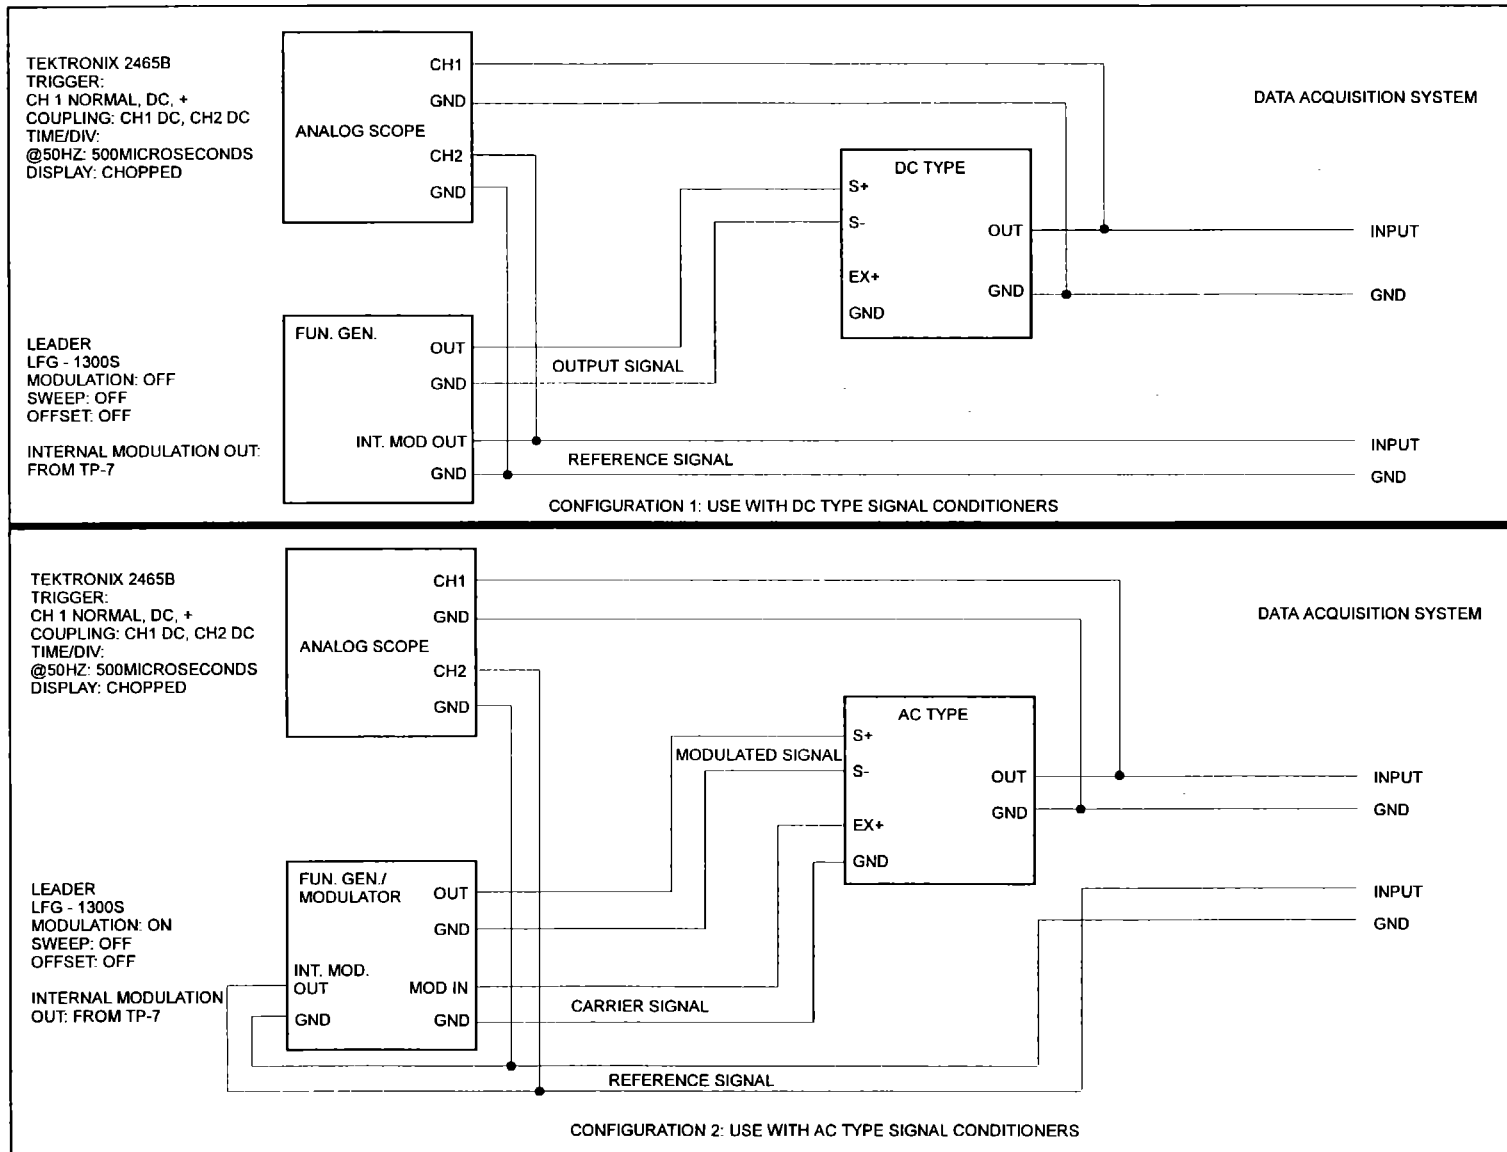 TEKTRONIX 2465B
TRIGGER:
CH 1 NORMAL, DC, +
COUPLING: CH1 DC, CH2 DC
TIME/DIV:
@50HZ: 500MICROSECONDS
DISPLAY: CHOPPED
ANALOG SCOPE
CH1
GND
CH2
GND
DATA ACQUISITION SYSTEM
DC TYPE
S+
S-
EX+
GND
OUT
GND
INPUT
GND
LEADER
LFG - 1300S
MODULATION: OFF
SWEEP: OFF
OFFSET: OFF
INTERNAL MODULATION OUT:
FROM TP-7
FUN. GEN.
OUT
GND
INT. MOD OUT
GND
OUTPUT SIGNAL
REFERENCE SIGNAL
INPUT
GND
CONFIGURATION 1: USE WITH DC TYPE SIGNAL CONDITIONERS
TEKTRONIX 2465B
TRIGGER:
CH 1 NORMAL, DC, +
COUPLING: CH1 DC, CH2 DC
TIME/DIV:
@50HZ: 500MICROSECONDS
DISPLAY: CHOPPED
ANALOG SCOPE
CH1
GND
CH2
GND
DATA ACQUISITION SYSTEM
AC TYPE
S+
S-
EX+
GND
OUT
GND
MODULATED SIGNAL
INPUT
GND
INPUT
GND
LEADER
LFG - 1300S
MODULATION: ON
SWEEP: OFF
OFFSET: OFF
INTERNAL MODULATION
OUT: FROM TP-7
FUN. GEN./
MODULATOR
OUT
GND
INT. MOD.
OUT
GND
MOD IN
GND
CARRIER SIGNAL
REFERENCE SIGNAL
CONFIGURATION 2: USE WITH AC TYPE SIGNAL CONDITIONERS